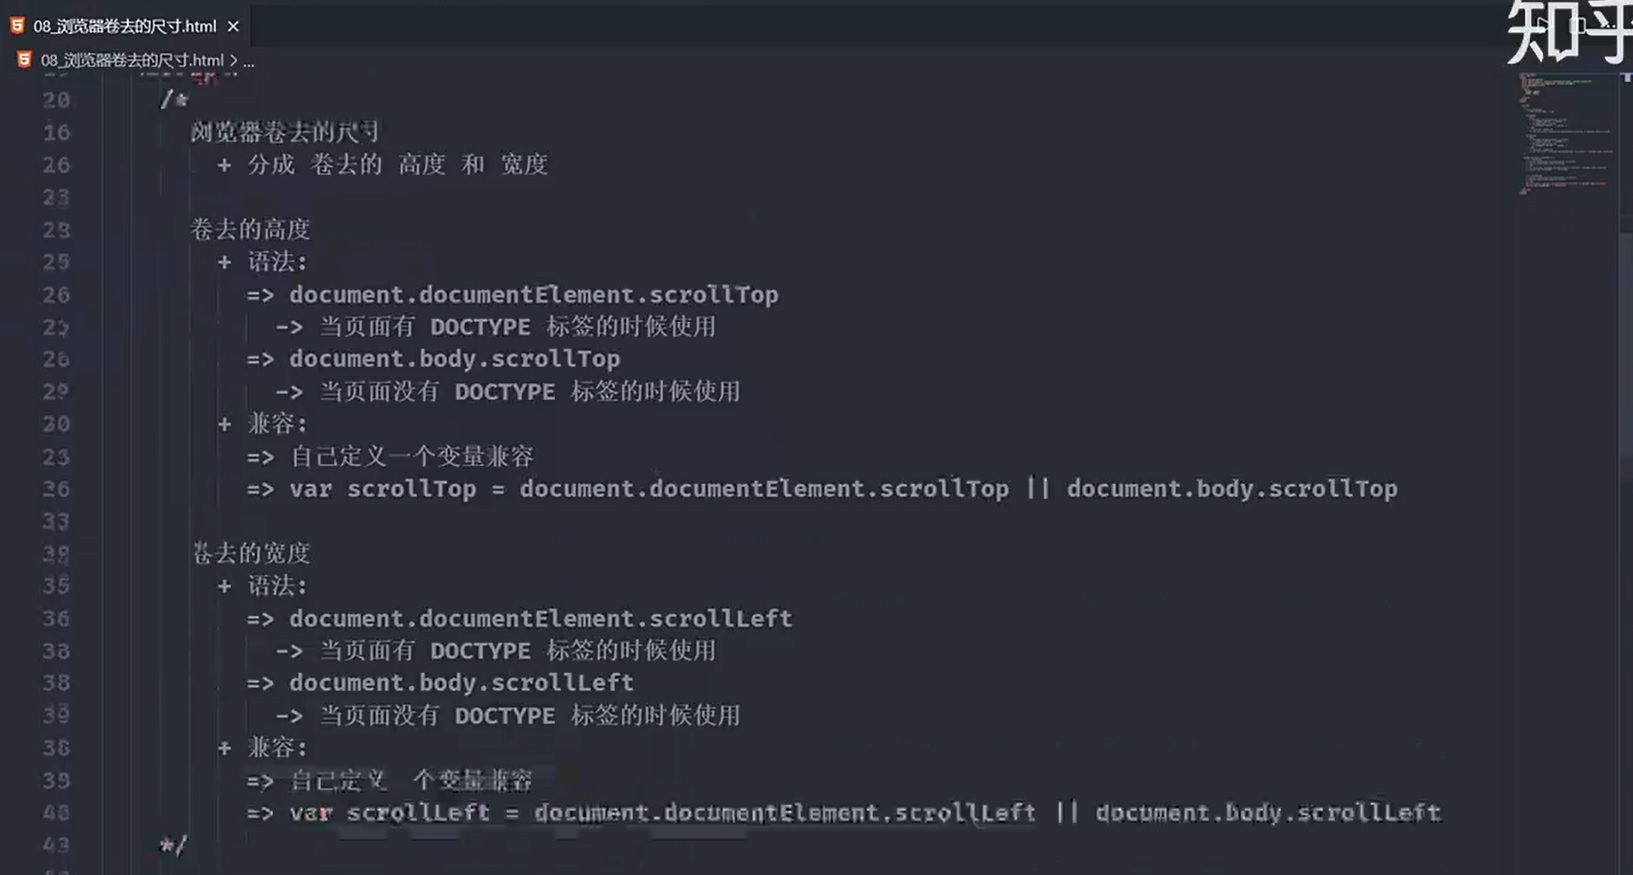 08_浏览器卷去的尺寸.html ×
知乎
08_浏览器卷去的尺寸.html > ...
20 /*
16 浏览器卷去的尺寸
26 + 分成 卷去的 高度 和 宽度
23
28 卷去的高度
25 + 语法:
26 => document.documentElement.scrollTop
-> 当页面有 DOCTYPE 标签的时候使用
28 => document.body.scrollTop
29 -> 当页面没有 DOCTYPE 标签的时候使用
30 + 兼容:
23 => 自己定义一个变量兼容
26 => var scrollTop = document.documentElement.scrollTop || document.body.scrollTop
33
卷去的宽度
35 + 语法:
36 => document.documentElement.scrollLeft
38 -> 当页面有 DOCTYPE 标签的时候使用
38 => document.body.scrollLeft
39 -> 当页面没有 DOCTYPE 标签的时候使用
38 + 兼容:
39 => 自己定义 个变量兼容
40 => var scrollLeft = document.documentElement.scrollLeft || document.body.scrollLeft
43 */